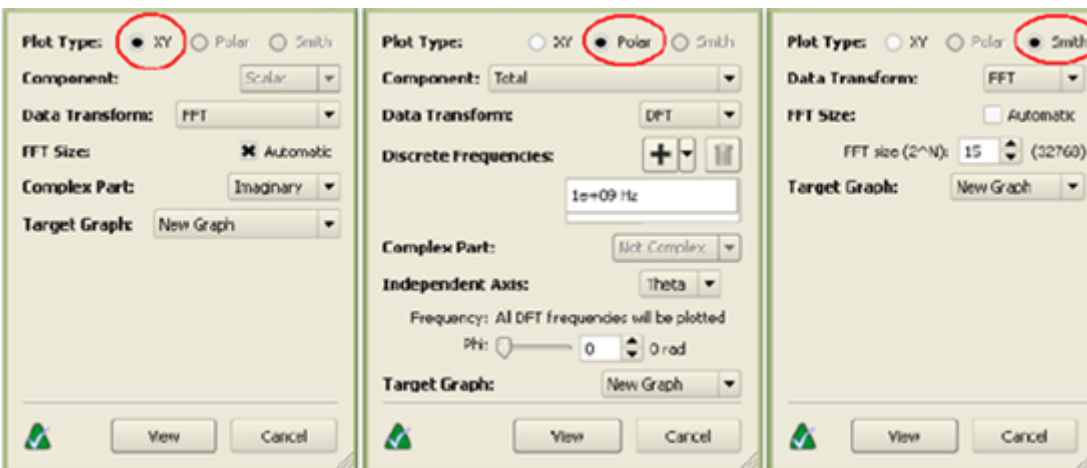 Plot Type: XY Polar Smith
Component: Scalar
Data Transform: FFT
FFT Size: Automatic
Complex Part: Imaginary
Target Graph: New Graph
View Cancel
Plot Type: XY Polar Smith
Component: Total
Data Transform: DFT
Discrete Frequencies:
1e+09 Hz
Complex Part: Not Complex
Independent Axis: Theta
Frequency: All DFT frequencies will be plotted
Phi: 0 0 rad
Target Graph: New Graph
View Cancel
Plot Type: XY Polar Smith
Data Transform: FFT
FFT Size: Automatic
FFT size (2^N): 15 (32768)
Target Graph: New Graph
View Cancel